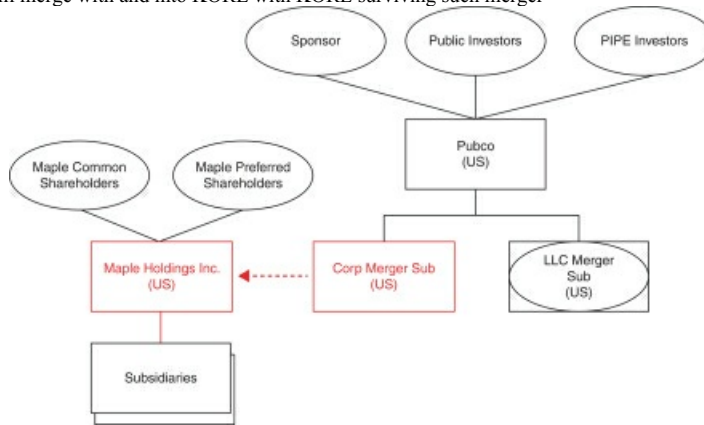 merge with and into KORE with KORE surviving such merger
Sponsor
Public Investors
PIPE Investors
Pubco
(US)
Maple Common
Shareholders
Maple Preferred
Shareholders
Maple Holdings Inc.
(US)
Corp Merger Sub
(US)
LLC Merger
Sub
(US)
Subsidiaries